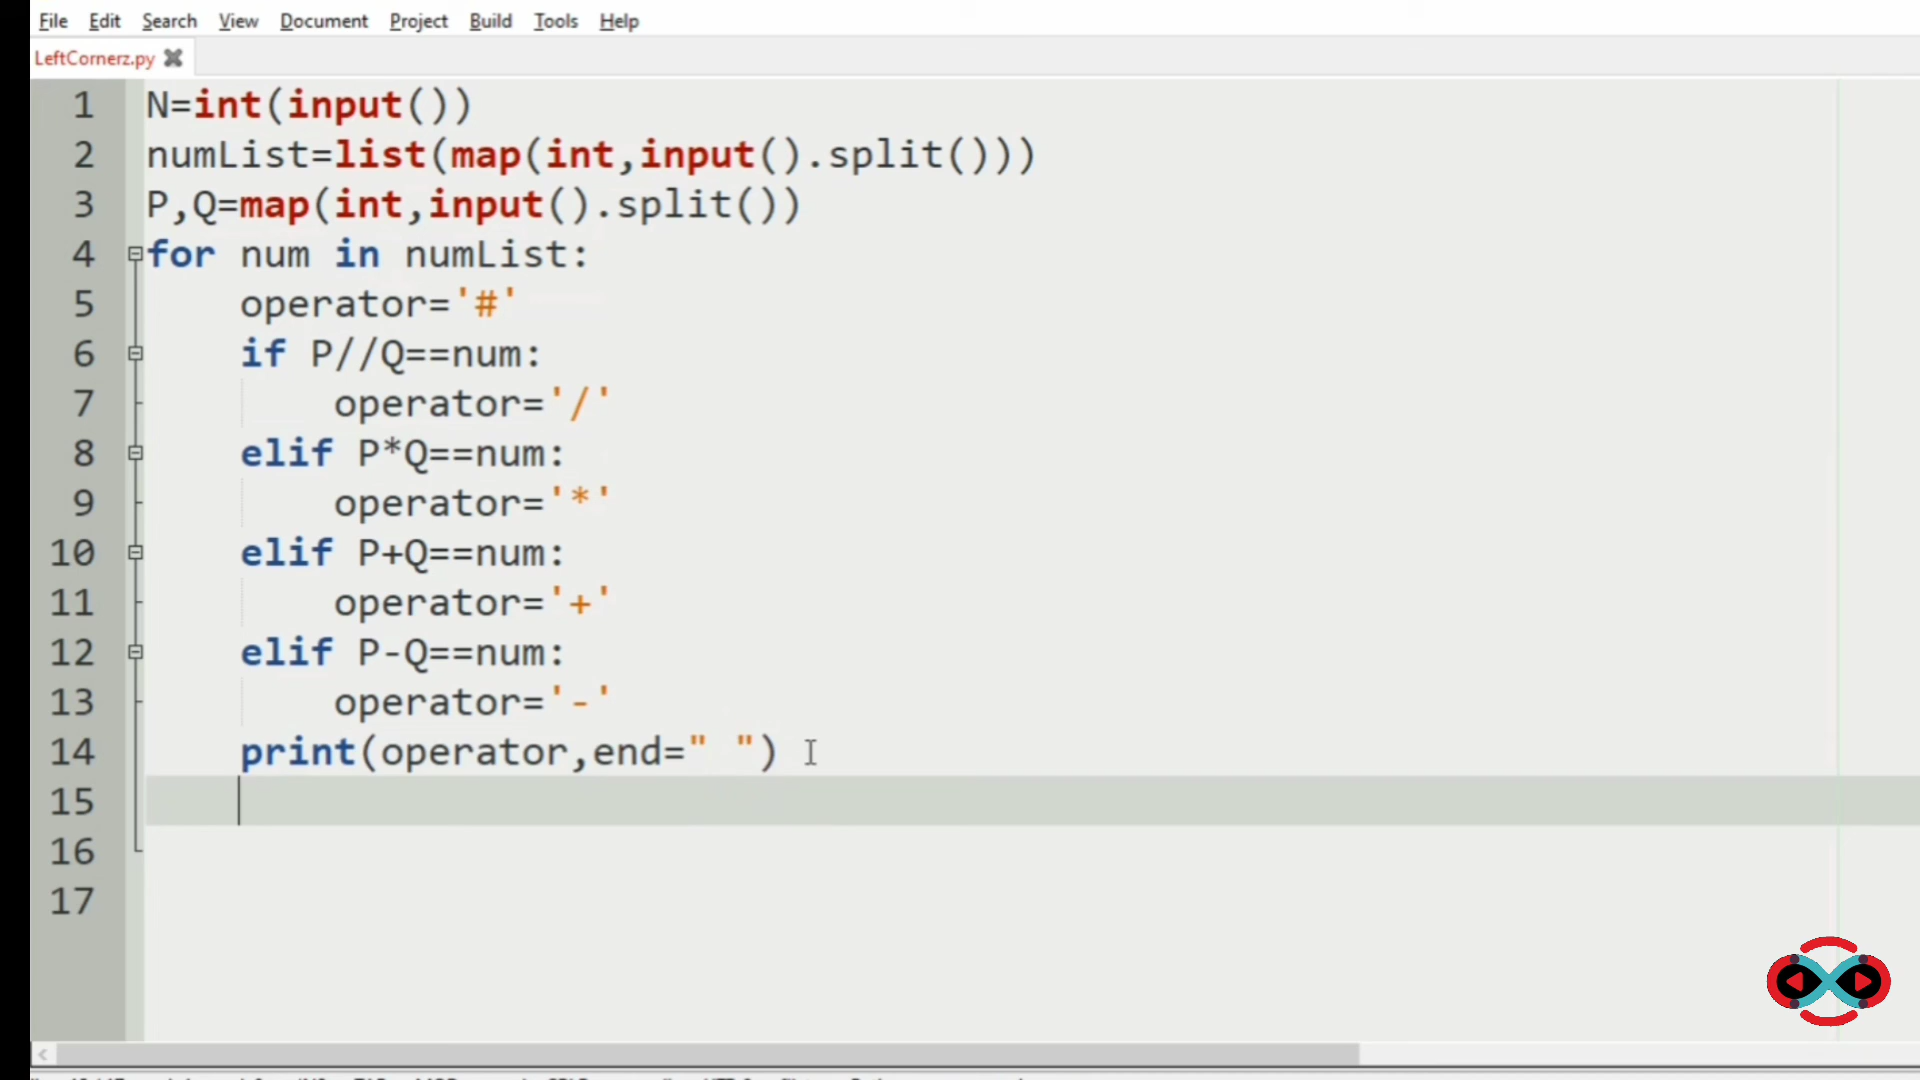 File Edit Search View Document Project Build Tools Help
LeftCornerz.py
1 N=int(input())
2 numList=list(map(int,input().split()))
3 P,Q=map(int,input().split())
4 for num in numList:
5     operator='#'
6     if P//Q==num:
7         operator='/'
8     elif P*Q==num:
9         operator='*'
10     elif P+Q==num:
11         operator='+'
12     elif P-Q==num:
13         operator='-'
14     print(operator,end=" ")
15
16
17